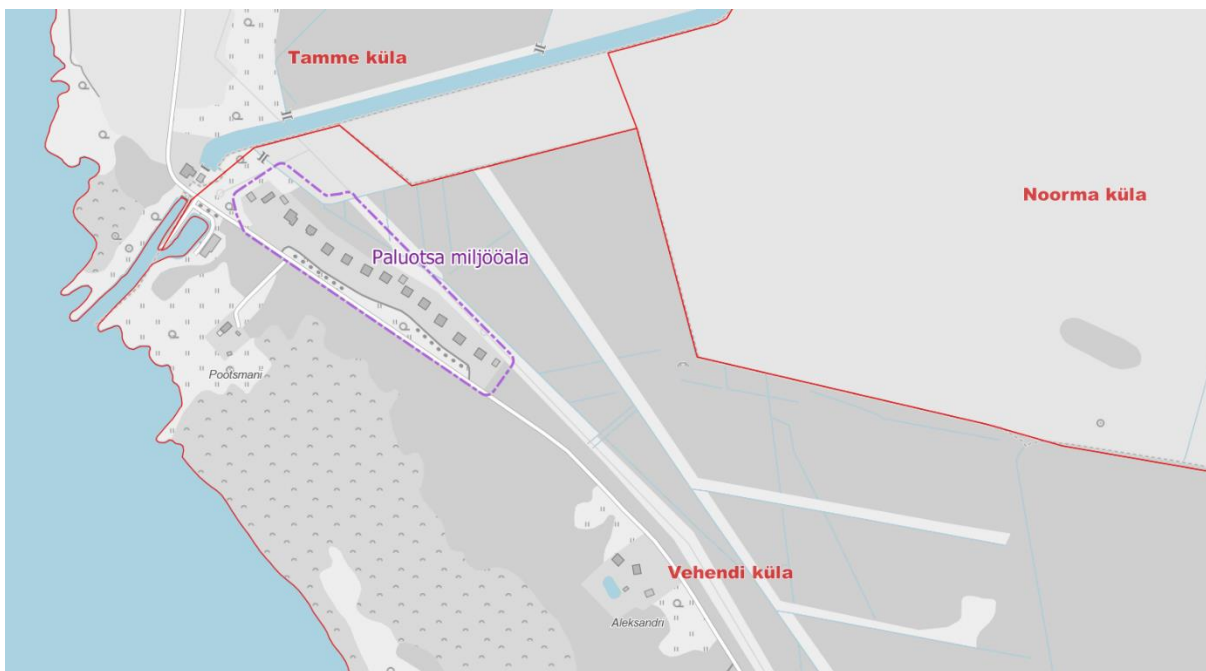 Tamme küla
Noorma küla
Paluotsa miljööala
Pootsmani
Vehendi küla
Aleksandri